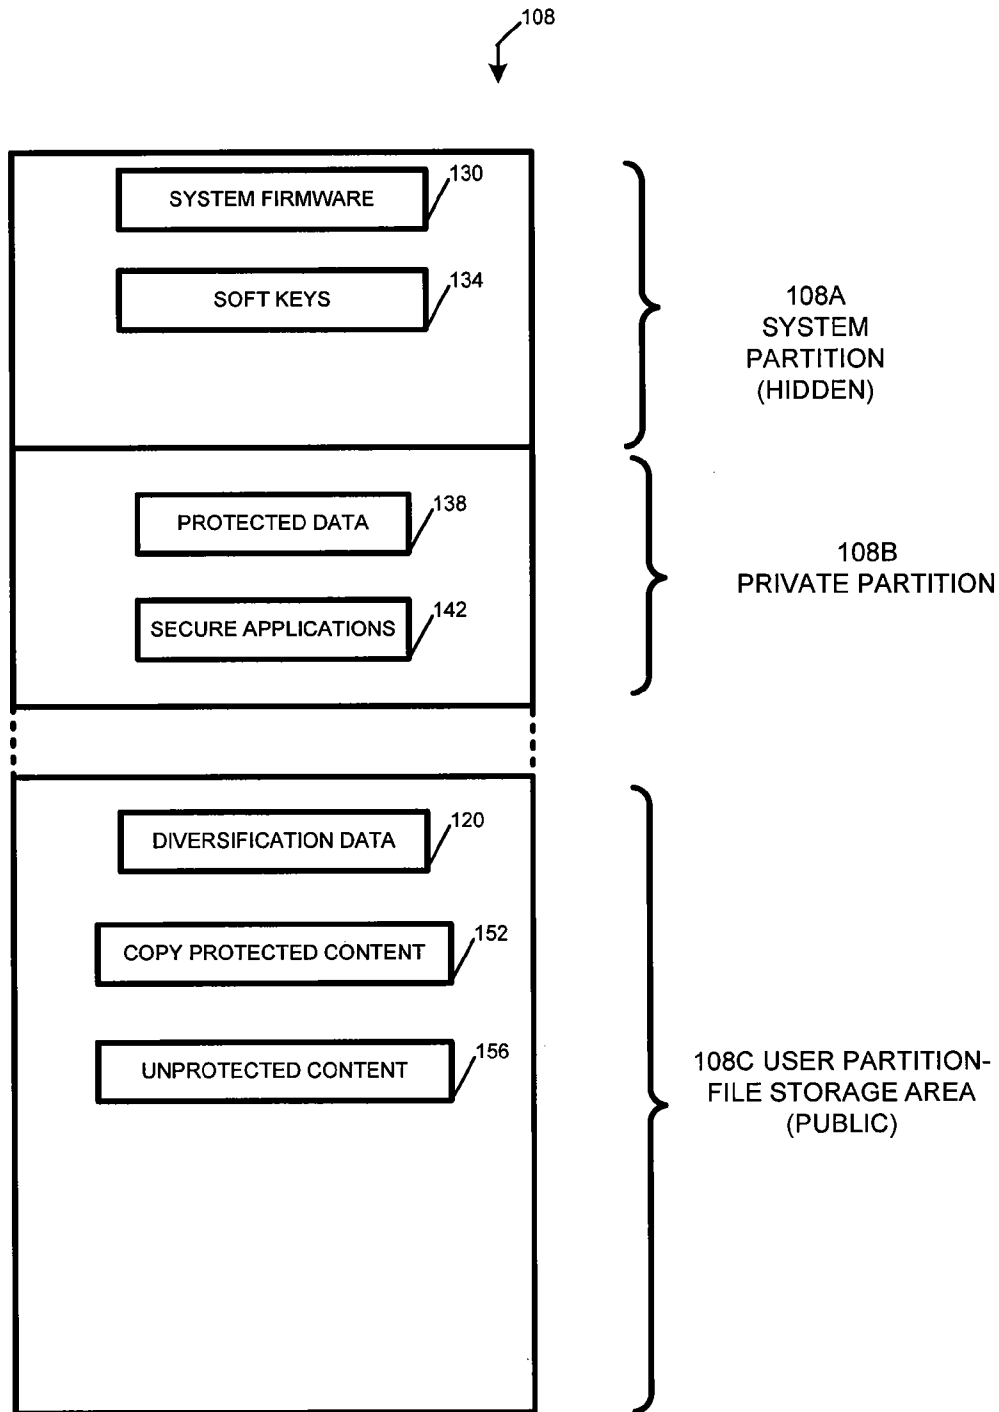 108
SYSTEM FIRMWARE
130
SOFT KEYS
134
108A
SYSTEM
PARTITION
(HIDDEN)
PROTECTED DATA
138
SECURE APPLICATIONS
142
108B
PRIVATE PARTITION
DIVERSIFICATION DATA
120
COPY PROTECTED CONTENT
152
UNPROTECTED CONTENT
156
108C USER PARTITION-
FILE STORAGE AREA
(PUBLIC)